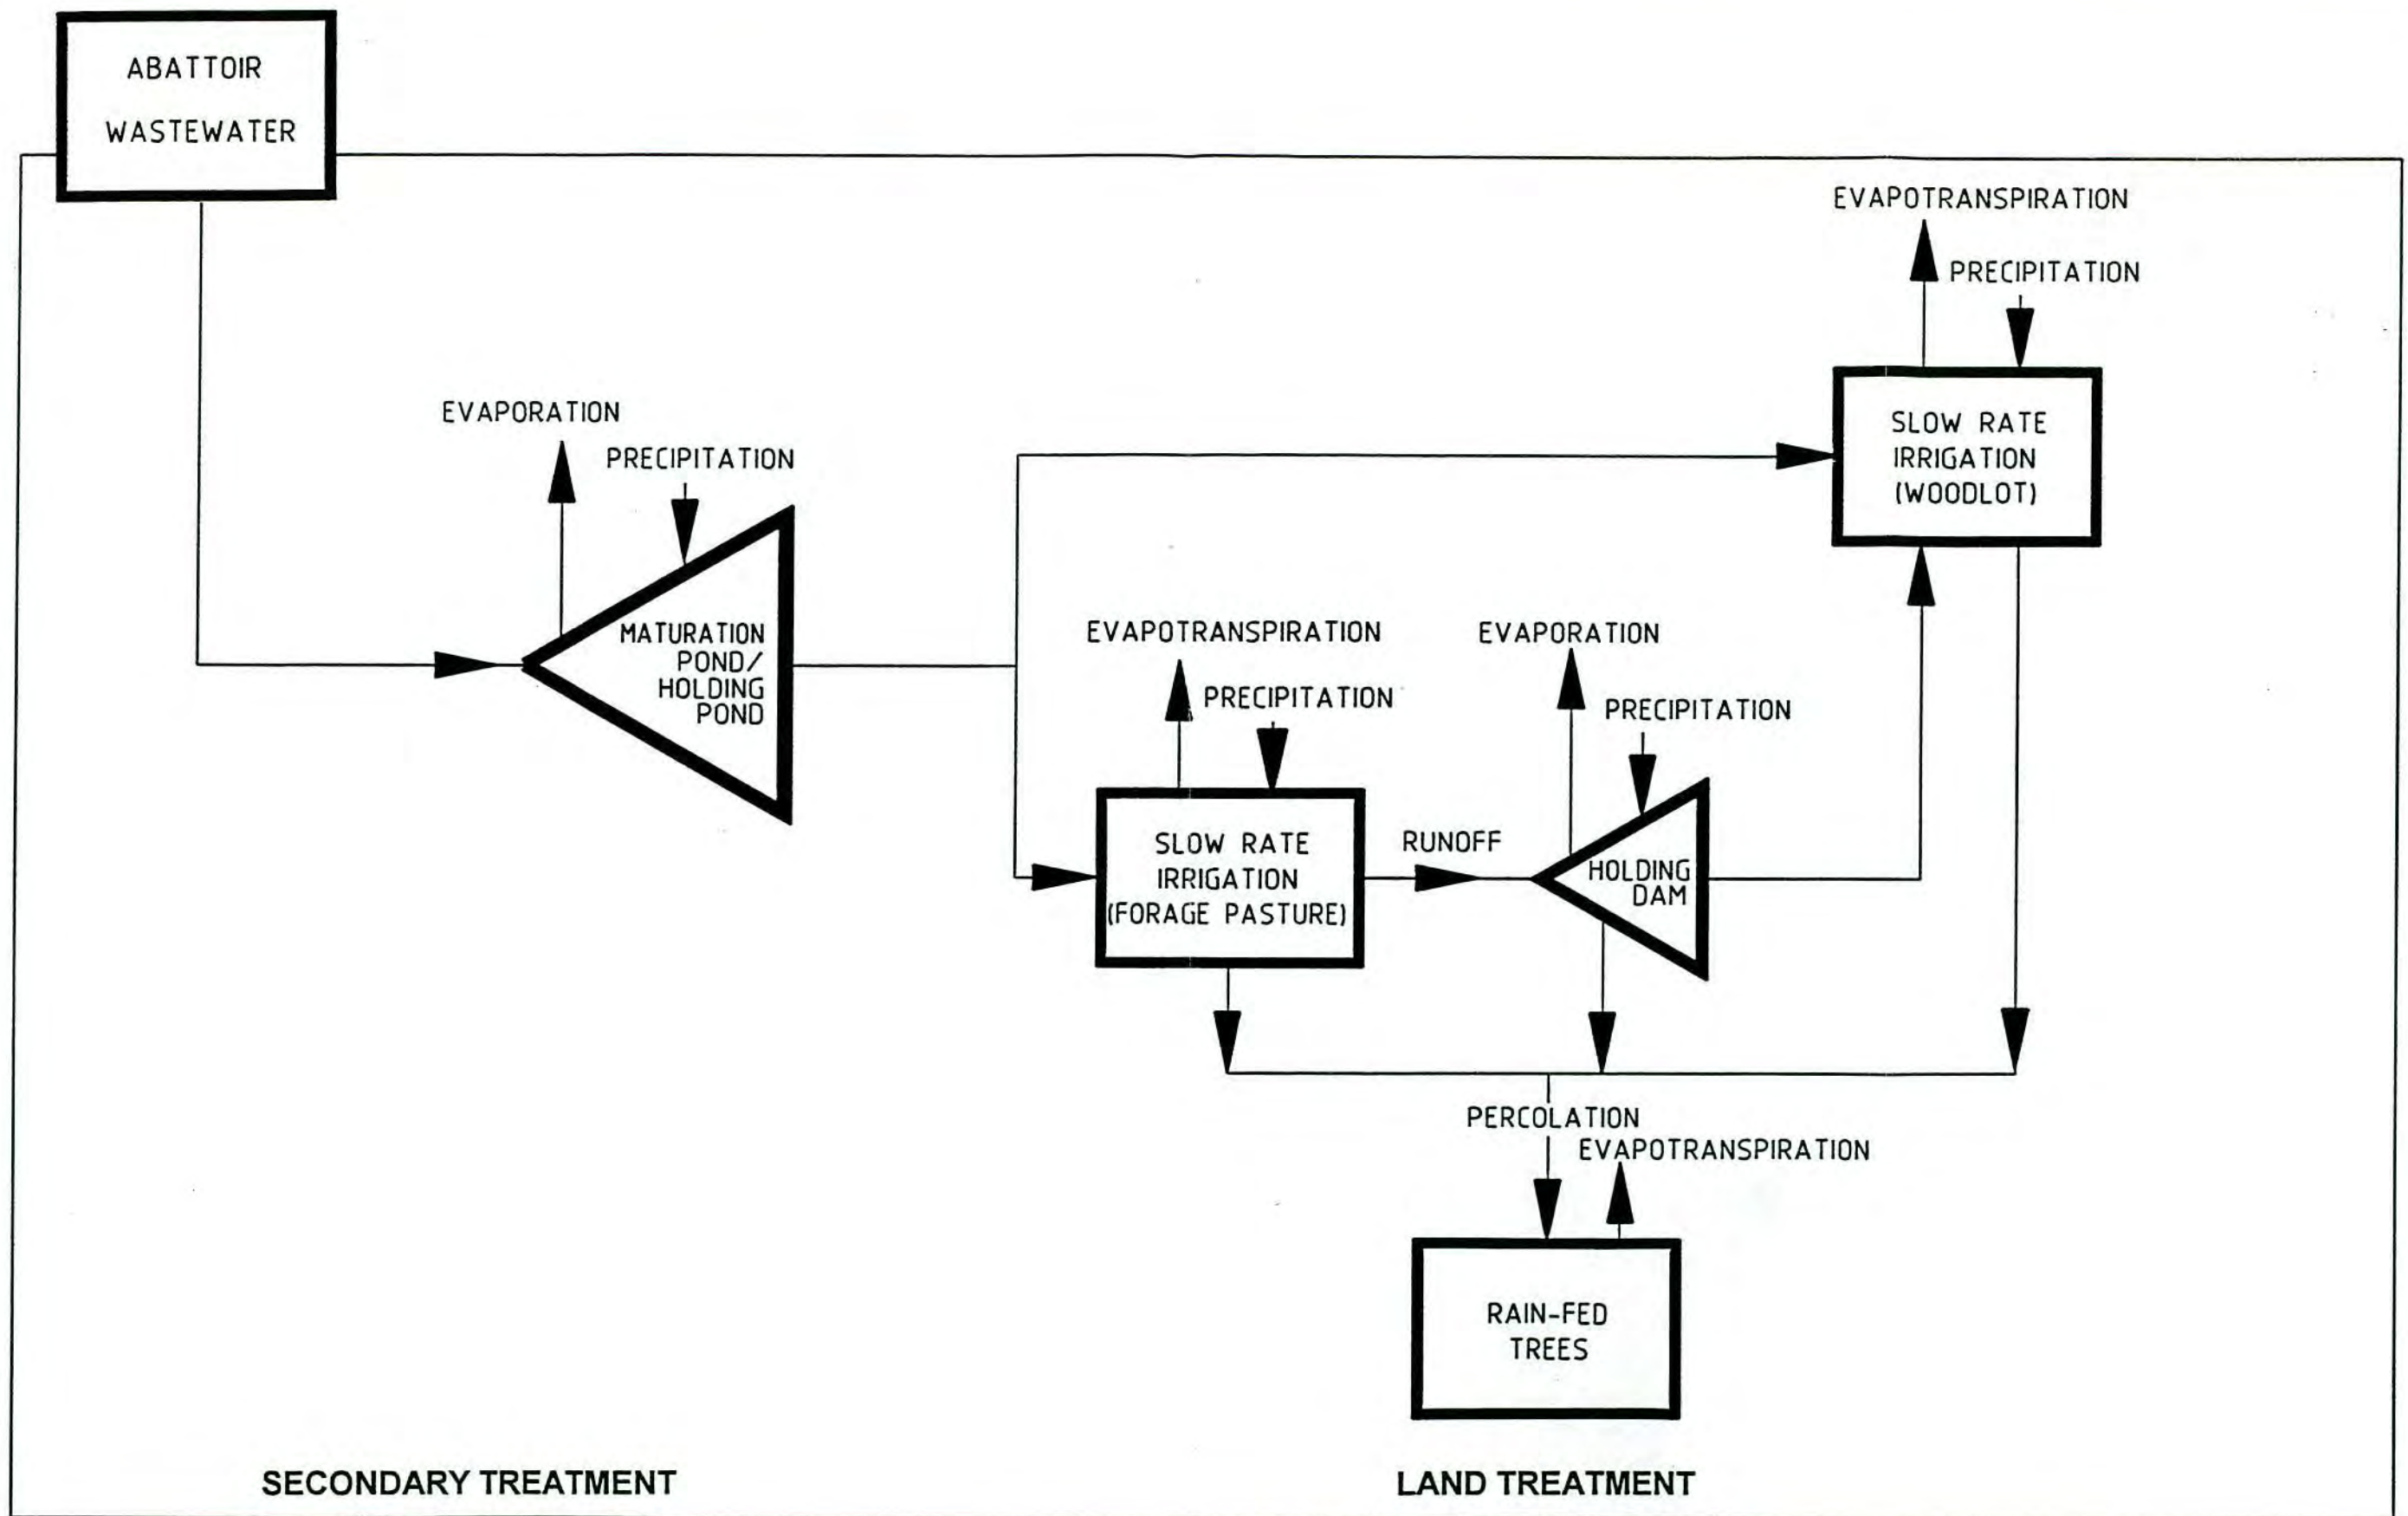 ABATTOIR
WASTEWATER
EVAPOTRANSPIRATION
PRECIPITATION
SLOW RATE
IRRIGATION
(WOODLOT)
EVAPORATION
PRECIPITATION
MATURATION
POND/
HOLDING
POND
EVAPOTRANSPIRATION
PRECIPITATION
SLOW RATE
IRRIGATION
(FORAGE PASTURE)
RUNOFF
EVAPORATION
PRECIPITATION
HOLDING
DAM
PERCOLATION
EVAPOTRANSPIRATION
RAIN-FED
TREES
SECONDARY TREATMENT
LAND TREATMENT